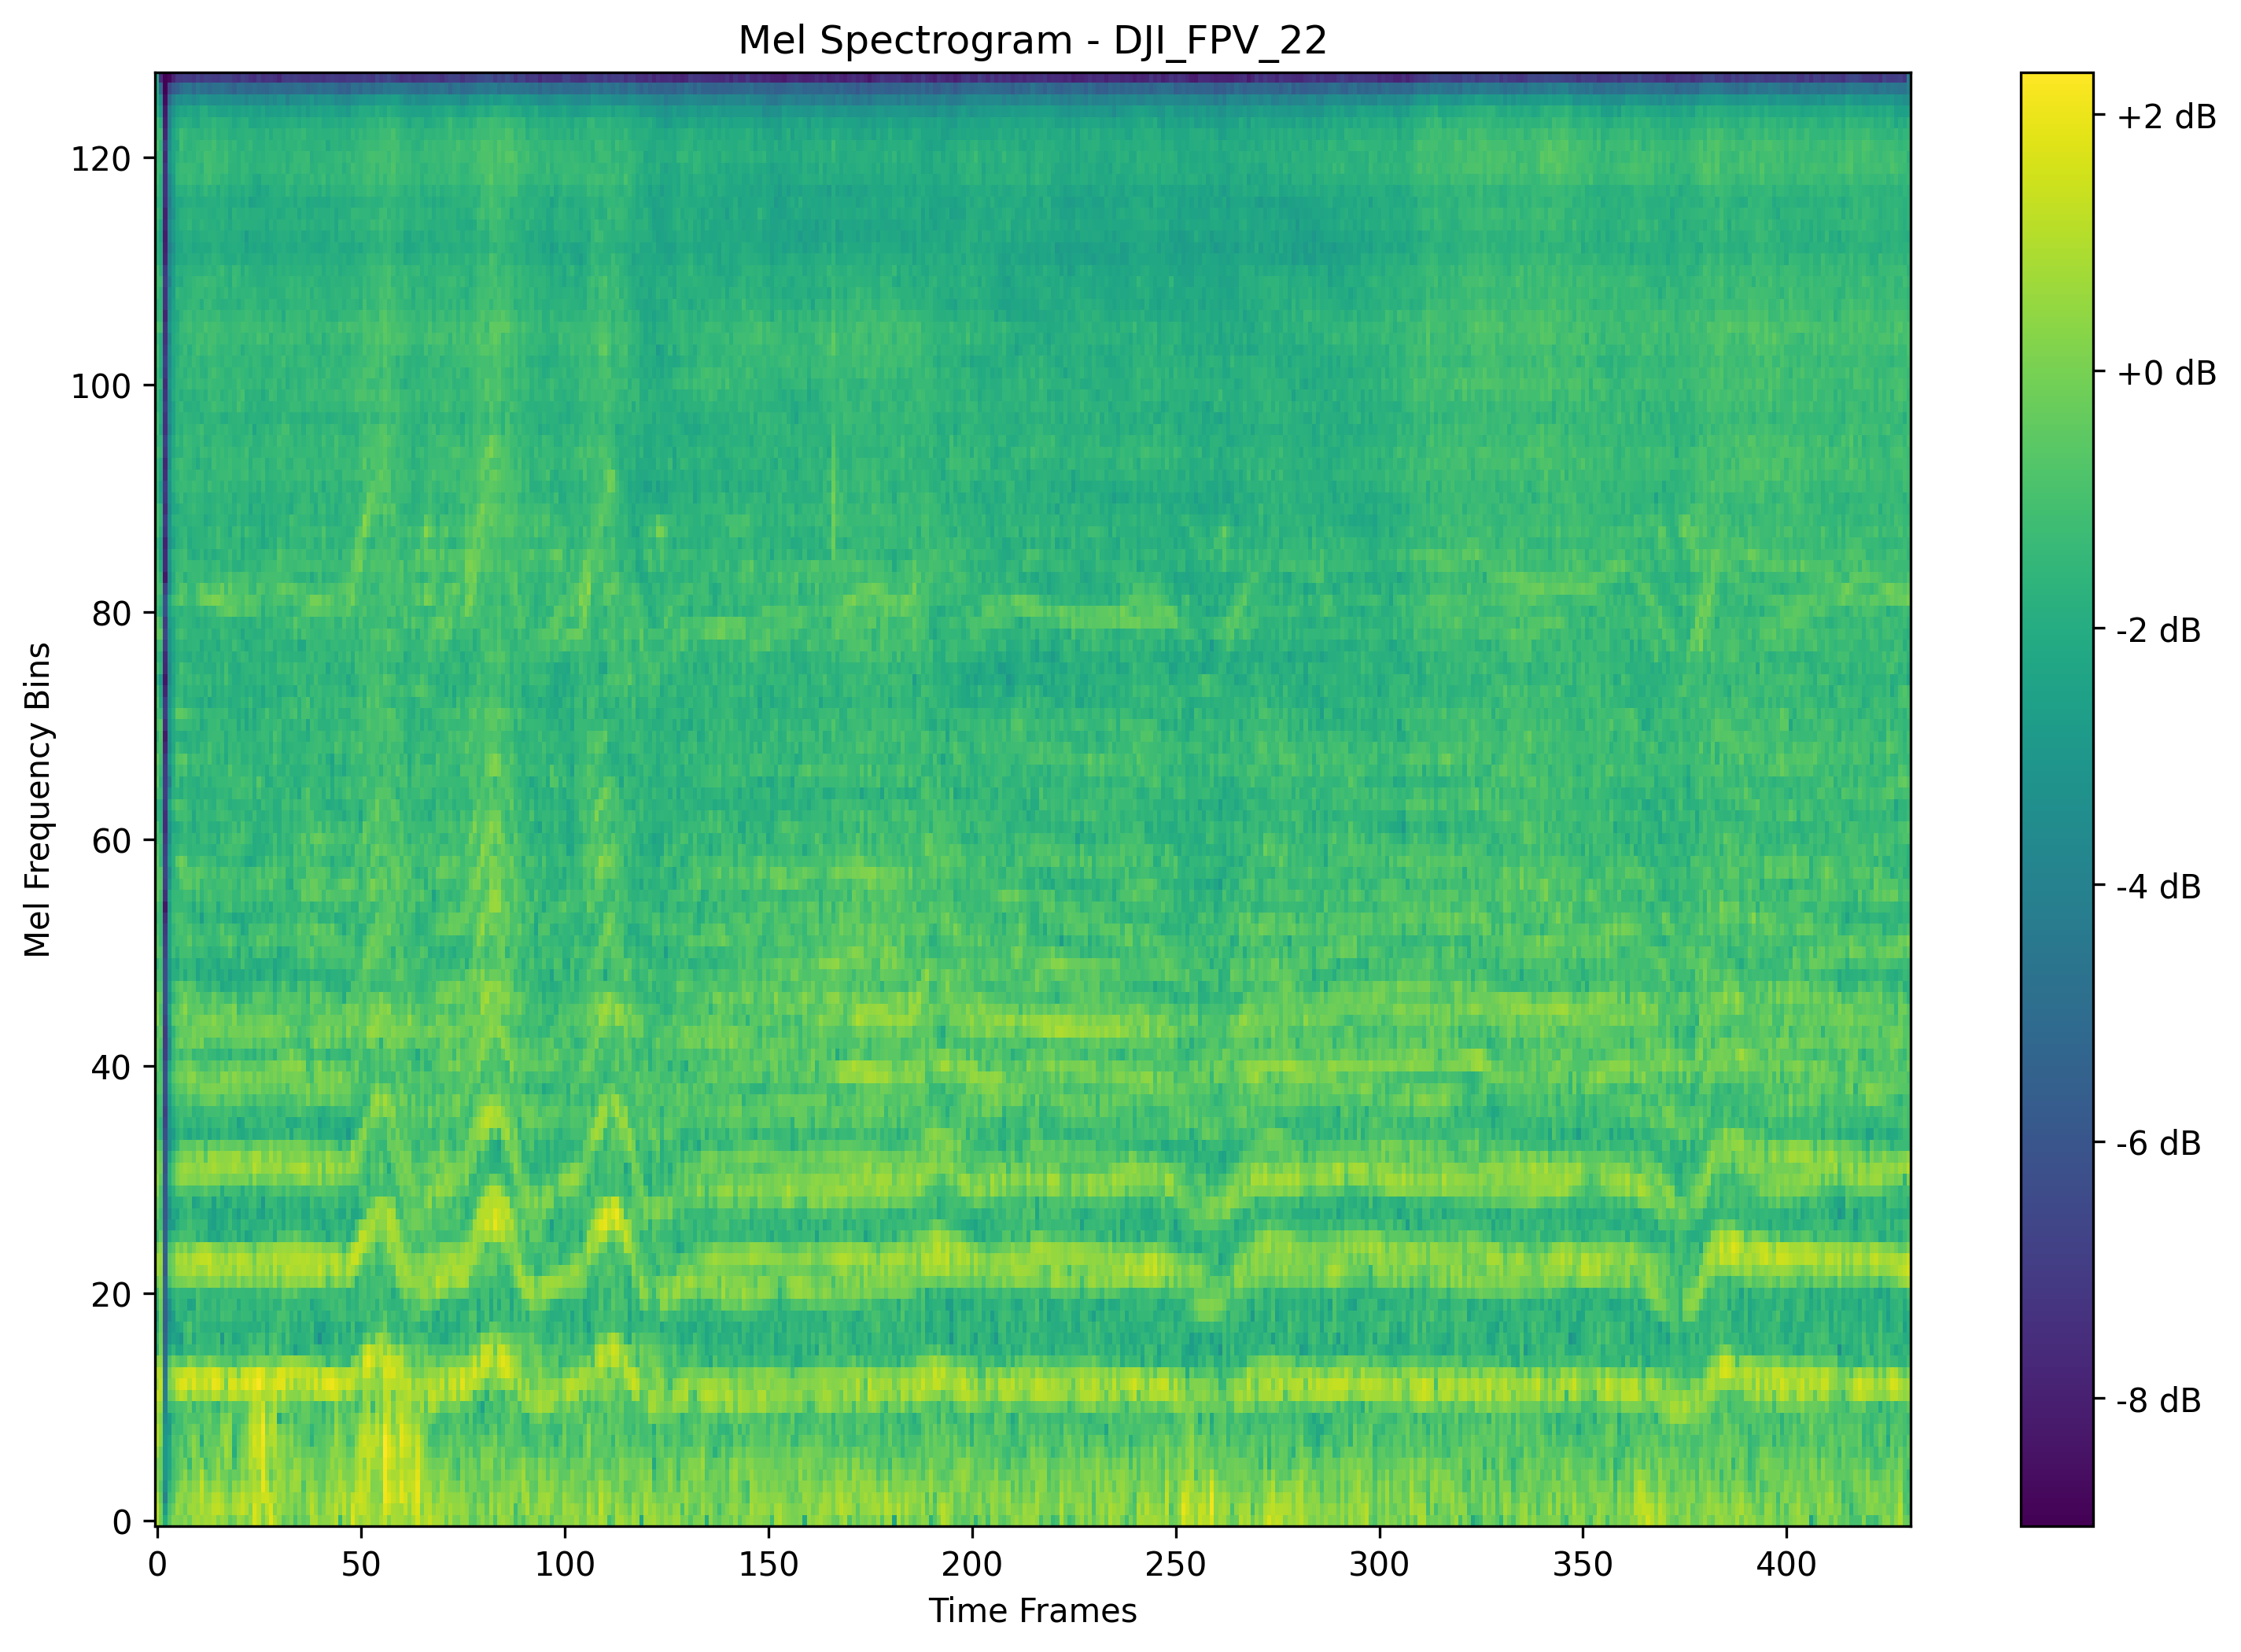 Mel Spectrogram - DJI_FPV_22
Mel Frequency Bins
120
100
80
60
40
20
0
0 50 100 150 200 250 300 350 400
Time Frames
+2 dB
+0 dB
-2 dB
-4 dB
-6 dB
-8 dB